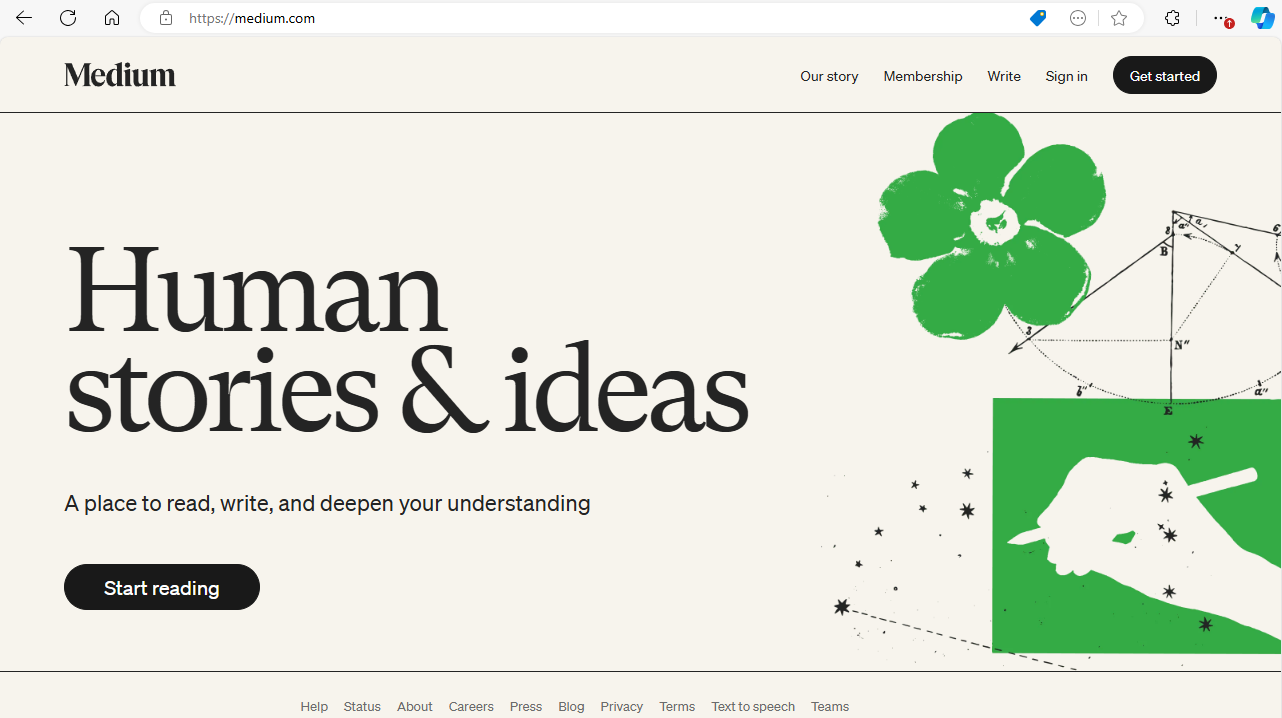 https://medium.com
Medium
Our story Membership Write Sign in Get started
Human
stories & ideas
A place to read, write, and deepen your understanding
Start reading
B
N"
E
Help Status About Careers Press Blog Privacy Terms Text to speech Teams